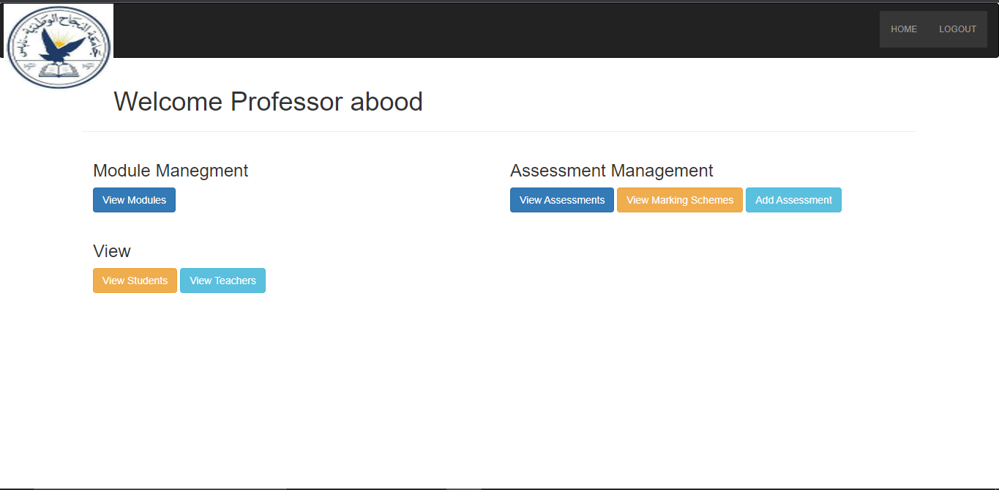 جامعة النجاح الوطنية - نابلس
HOME LOGOUT
Welcome Professor abood
Module Manegment
View Modules
Assessment Management
View Assessments View Marking Schemes Add Assessment
View
View Students View Teachers